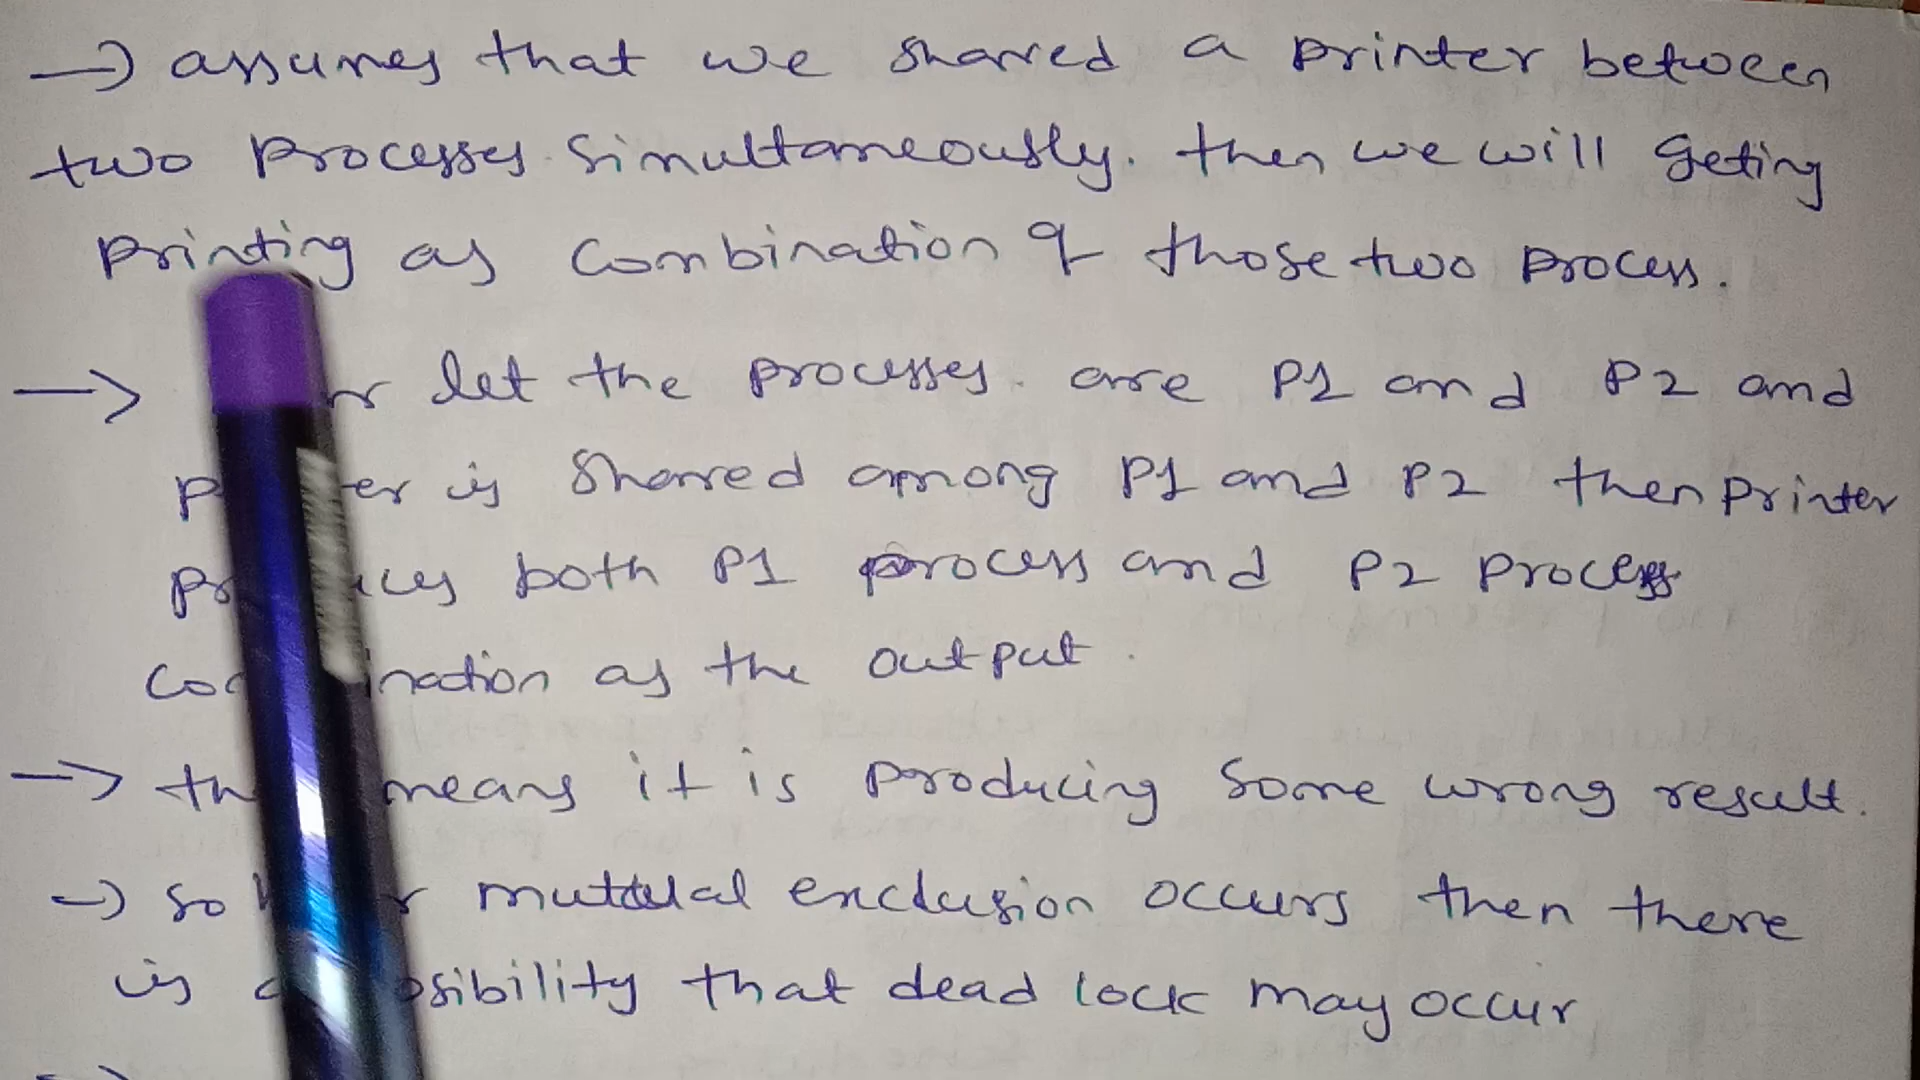 → assumes that we shared a printer between
two processes simultaneously. then we will geting
printing as combination of those two process.
→ let the processes are P1 and P2 and
is shared among P1 and P2 then printer
both P1 process and P2 process
as the output.
→ means it is producing some wrong result.
→ so mutual exclusion occurs then there
is that dead lock may occur